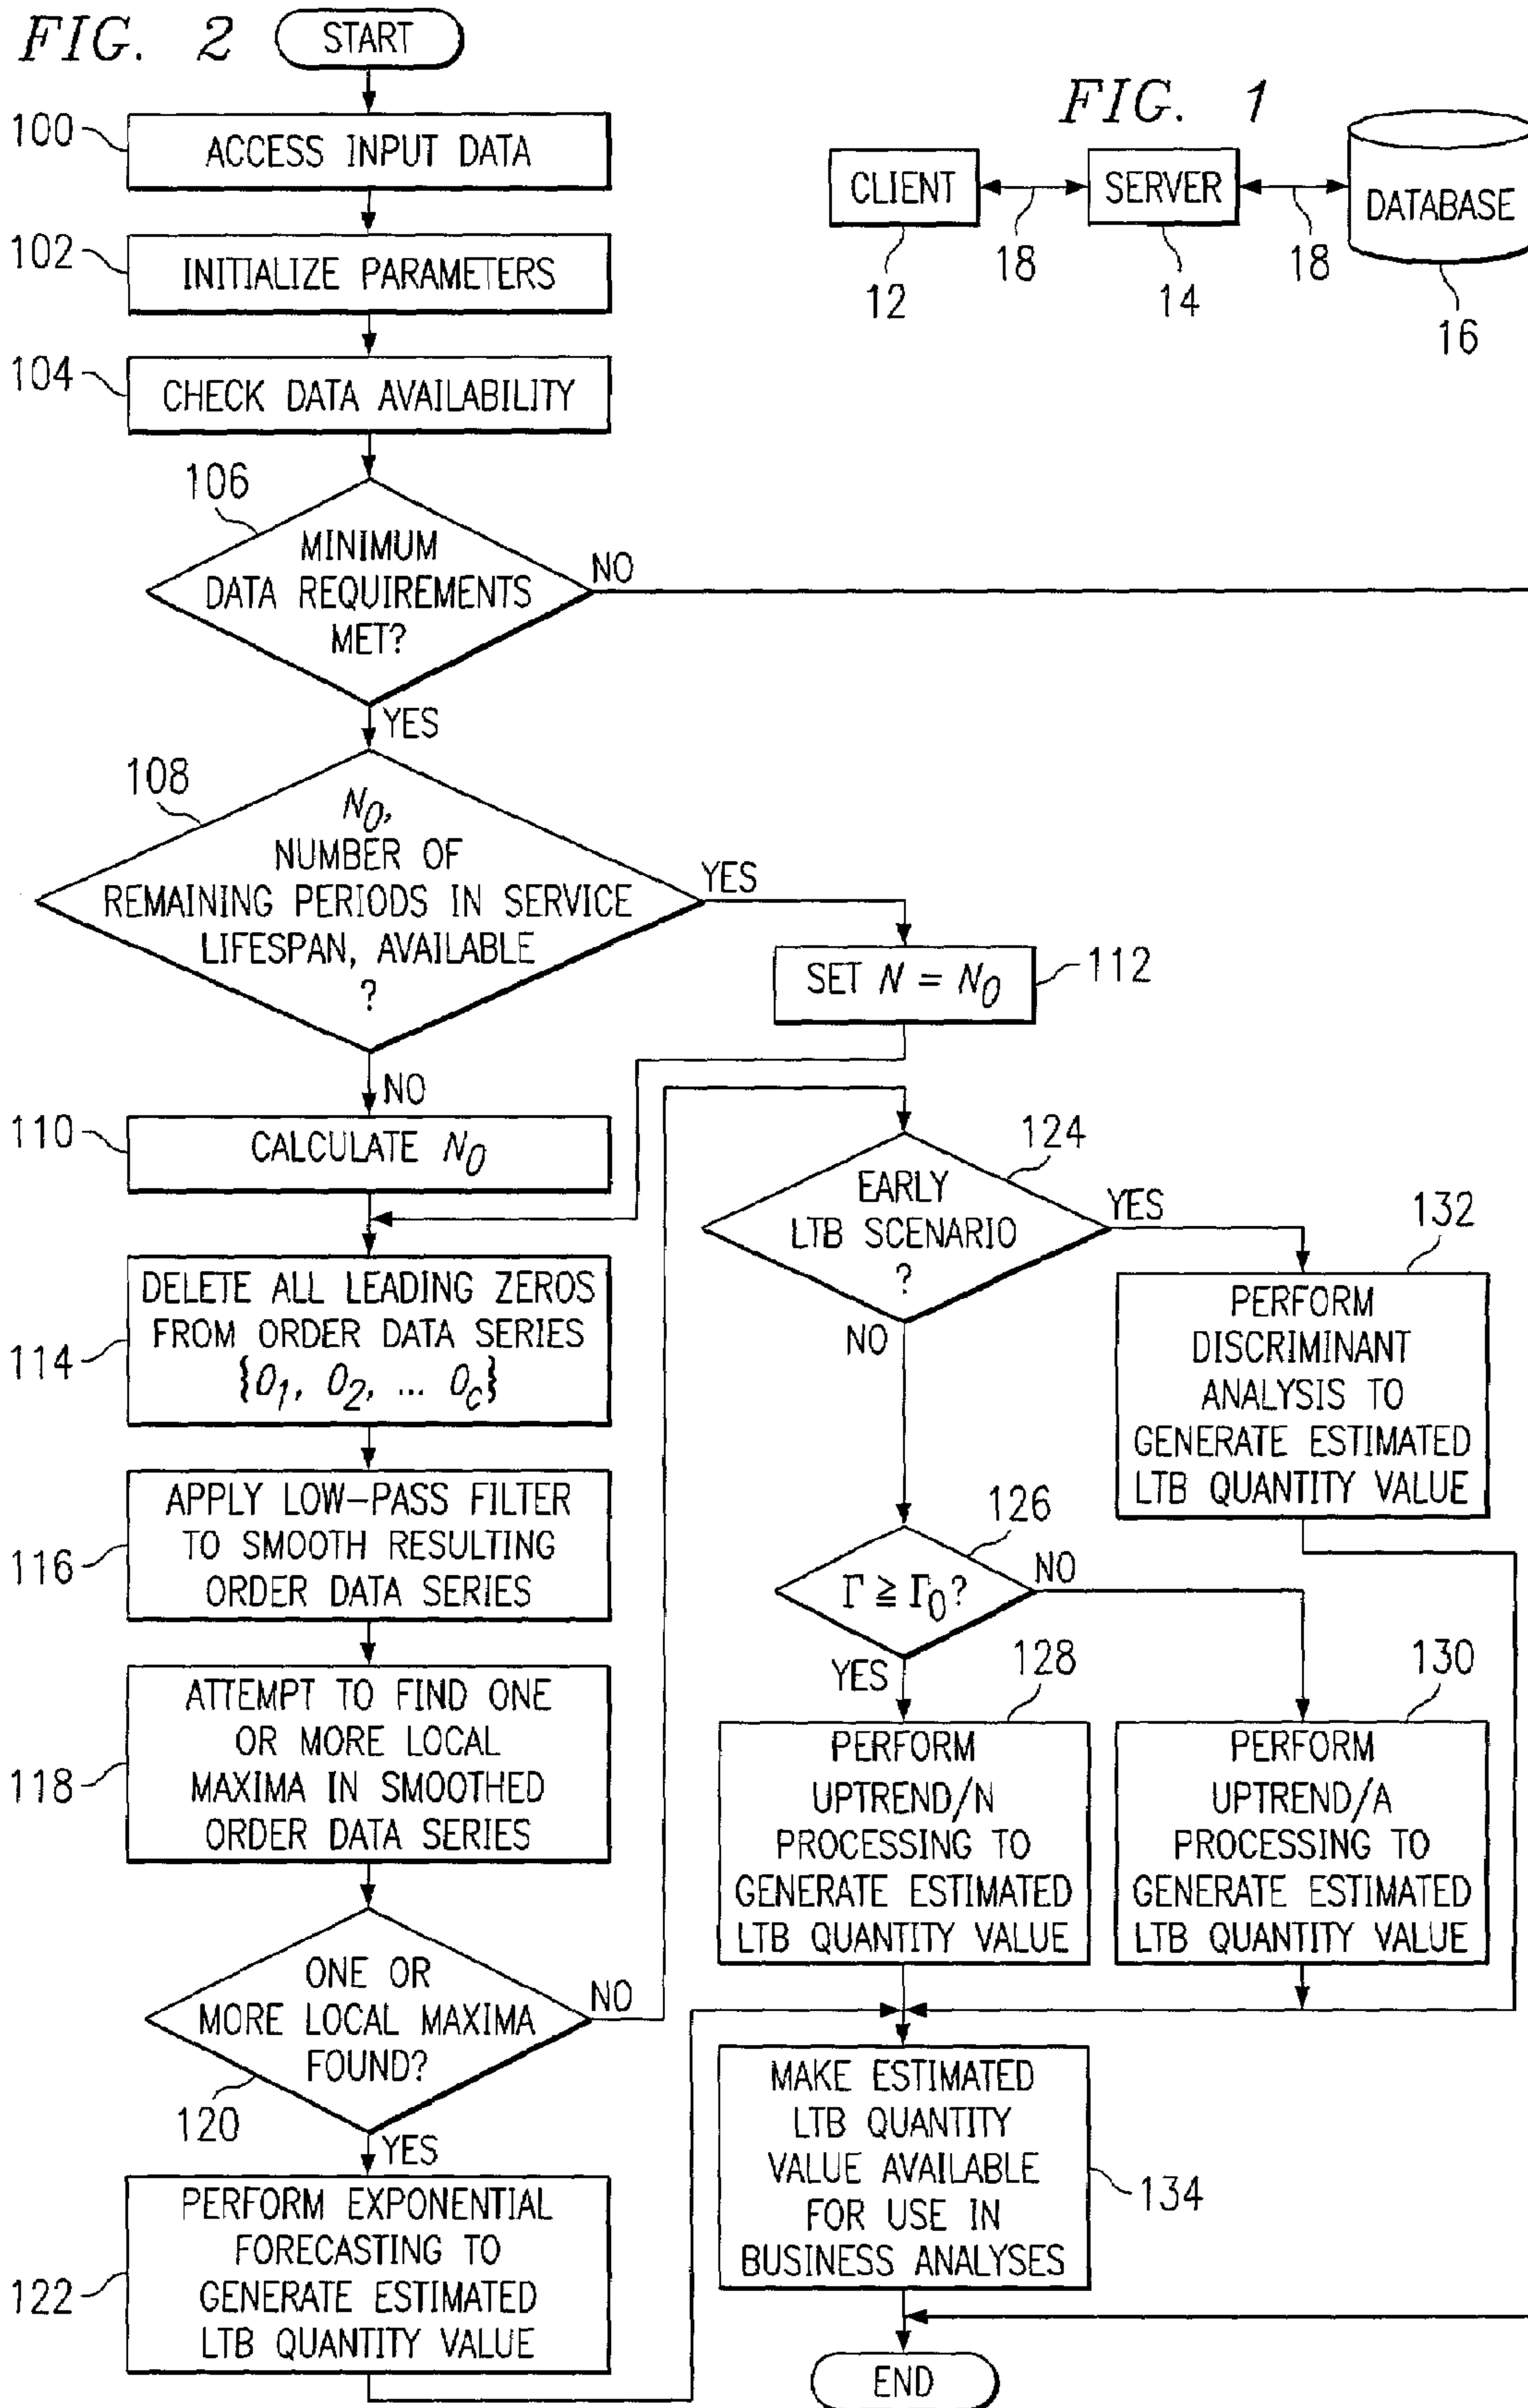 FIG. 2
START
100
ACCESS INPUT DATA
102
INITIALIZE PARAMETERS
104
CHECK DATA AVAILABILITY
106
MINIMUM
DATA REQUIREMENTS
MET?
NO
YES
108
N0,
NUMBER OF
REMAINING PERIODS IN SERVICE
LIFESPAN, AVAILABLE
?
YES
NO
SET N = N0
112
110
CALCULATE N0
114
DELETE ALL LEADING ZEROS
FROM ORDER DATA SERIES
{O1, O2, ... Oc}
116
APPLY LOW-PASS FILTER
TO SMOOTH RESULTING
ORDER DATA SERIES
118
ATTEMPT TO FIND ONE
OR MORE LOCAL
MAXIMA IN SMOOTHED
ORDER DATA SERIES
ONE OR
MORE LOCAL MAXIMA
FOUND?
NO
120
YES
122
PERFORM EXPONENTIAL
FORECASTING TO
GENERATE ESTIMATED
LTB QUANTITY VALUE
124
EARLY
LTB SCENARIO
?
YES
NO
132
PERFORM
DISCRIMINANT
ANALYSIS TO
GENERATE ESTIMATED
LTB QUANTITY VALUE
126
Γ ≧ Γ0?
NO
YES
128
PERFORM
UPTREND/N
PROCESSING TO
GENERATE ESTIMATED
LTB QUANTITY VALUE
130
PERFORM
UPTREND/A
PROCESSING TO
GENERATE ESTIMATED
LTB QUANTITY VALUE
MAKE ESTIMATED
LTB QUANTITY
VALUE AVAILABLE
FOR USE IN
BUSINESS ANALYSES
134
END
FIG. 1
CLIENT
SERVER
DATABASE
12
18
14
18
16